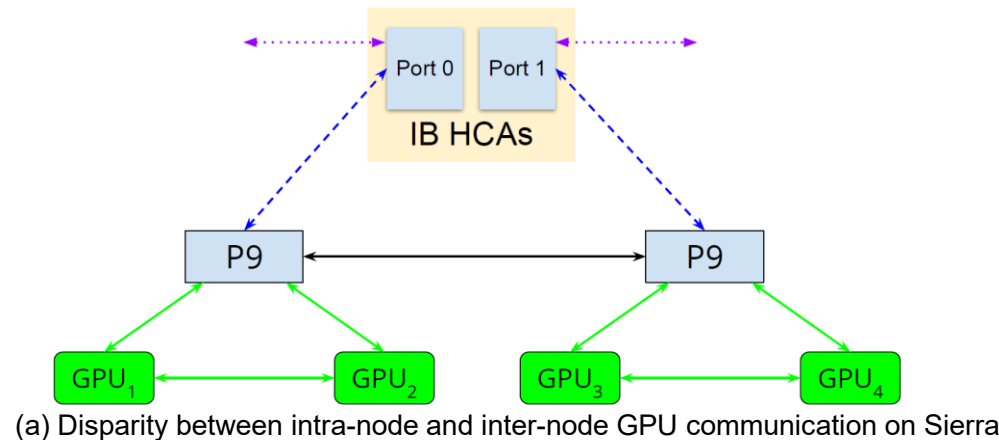 Port 0 Port 1
IB HCAs
P9 P9
GPU1 GPU2 GPU3 GPU4
(a) Disparity between intra-node and inter-node GPU communication on Sierra